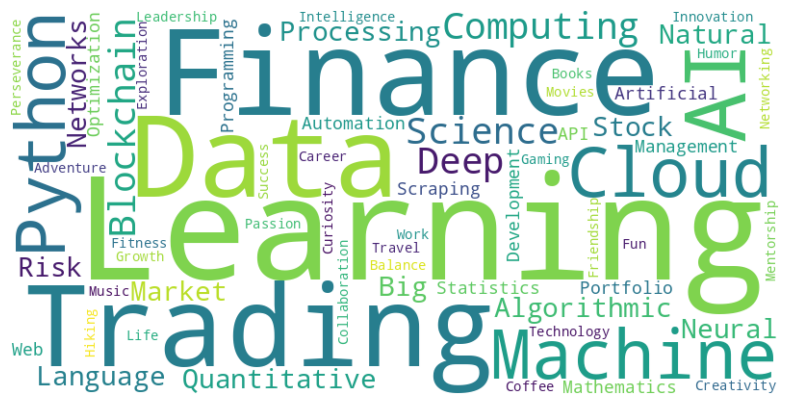 Leadership
Intelligence
Innovation
Perseverance
Python
Networks
Optimization
Blockchain
Exploration
Finance
Programming
Processing
Computing
Natural
Humor
AI
Networking
Books
Movies
Artificial
Data
Automation
Science
API
Stock
Management
Adventure
Success
Career
Deep
Gaming
Cloud
Scraping
Development
Learning
Curiosity
Passion
Friendship
Mentorship
Fitness
Growth
Work
Travel
Balance
Fun
Risk
Collaboration
Music
Market
Big
Statistics
Portfolio
Trading
Hiking
Life
Algorithmic
Technology
Neural
Web
Machine
Language
Quantitative
Coffee
Mathematics
Creativity